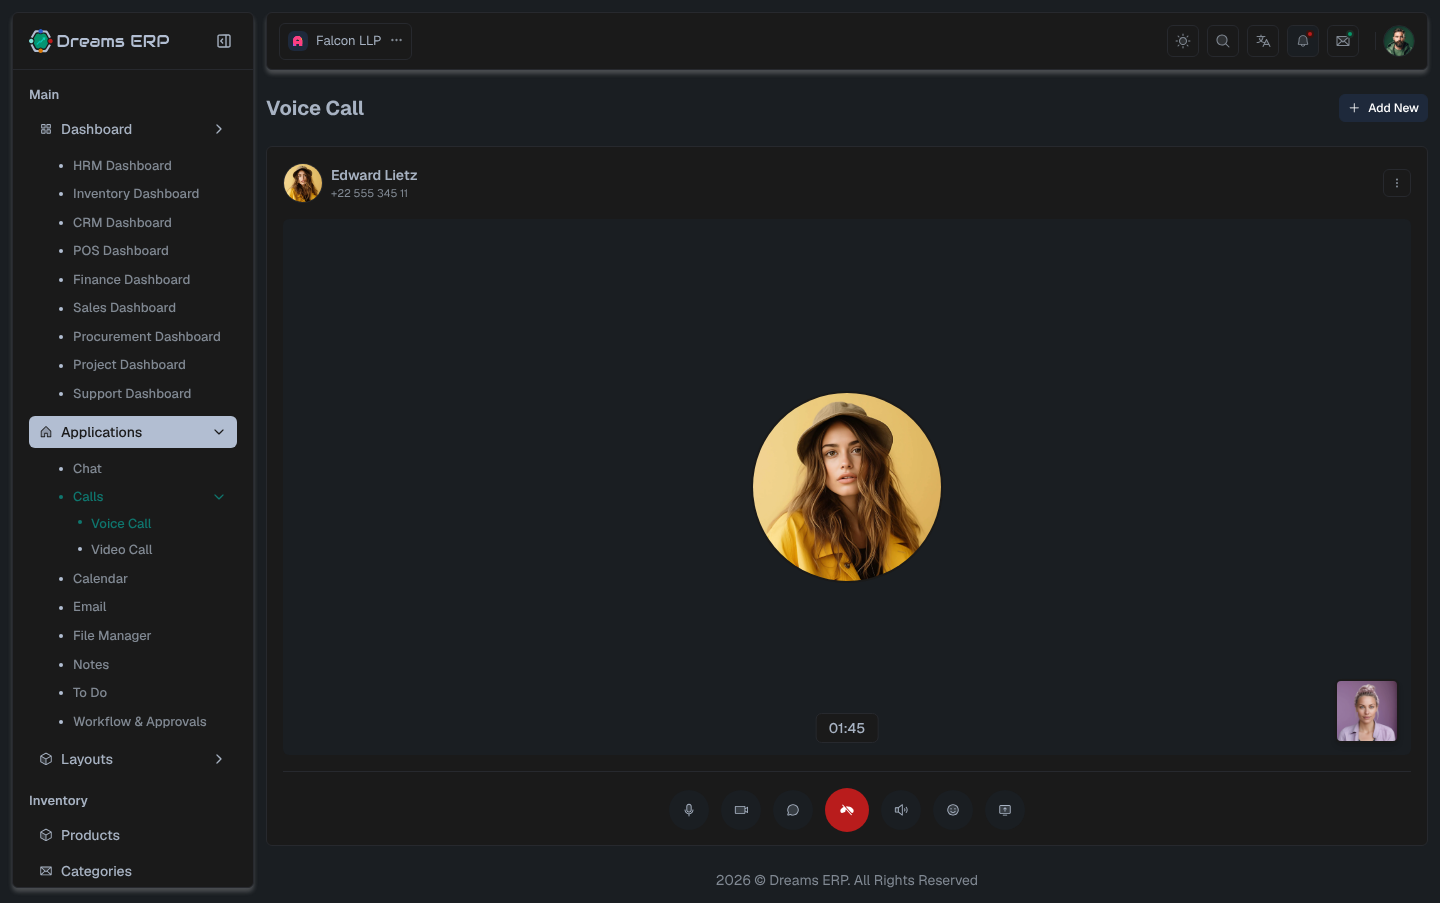 Dreams ERP
Falcon LLP
Main
Dashboard
HRM Dashboard
Inventory Dashboard
CRM Dashboard
POS Dashboard
Finance Dashboard
Sales Dashboard
Procurement Dashboard
Project Dashboard
Support Dashboard
Applications
Chat
Calls
Voice Call
Video Call
Calendar
Email
File Manager
Notes
To Do
Workflow & Approvals
Layouts
Inventory
Products
Categories
Voice Call
Add New
Edward Lietz
+22 555 345 11
01:45
2026 © Dreams ERP. All Rights Reserved